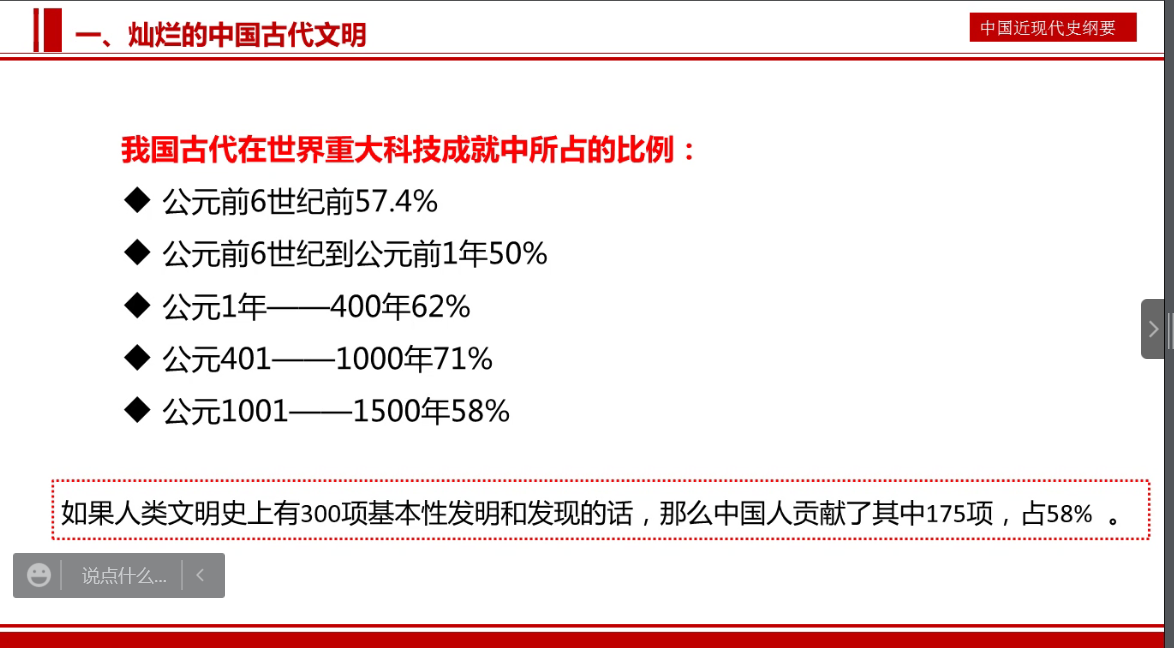 一、灿烂的中国古代文明
中国近现代史纲要
我国古代在世界重大科技成就中所占的比例：
◆ 公元前6世纪前57.4%
◆ 公元前6世纪到公元前1年50%
◆ 公元1年——400年62%
◆ 公元401——1000年71%
◆ 公元1001——1500年58%
如果人类文明史上有300项基本性发明和发现的话，那么中国人贡献了其中175项，占58% 。
说点什么...